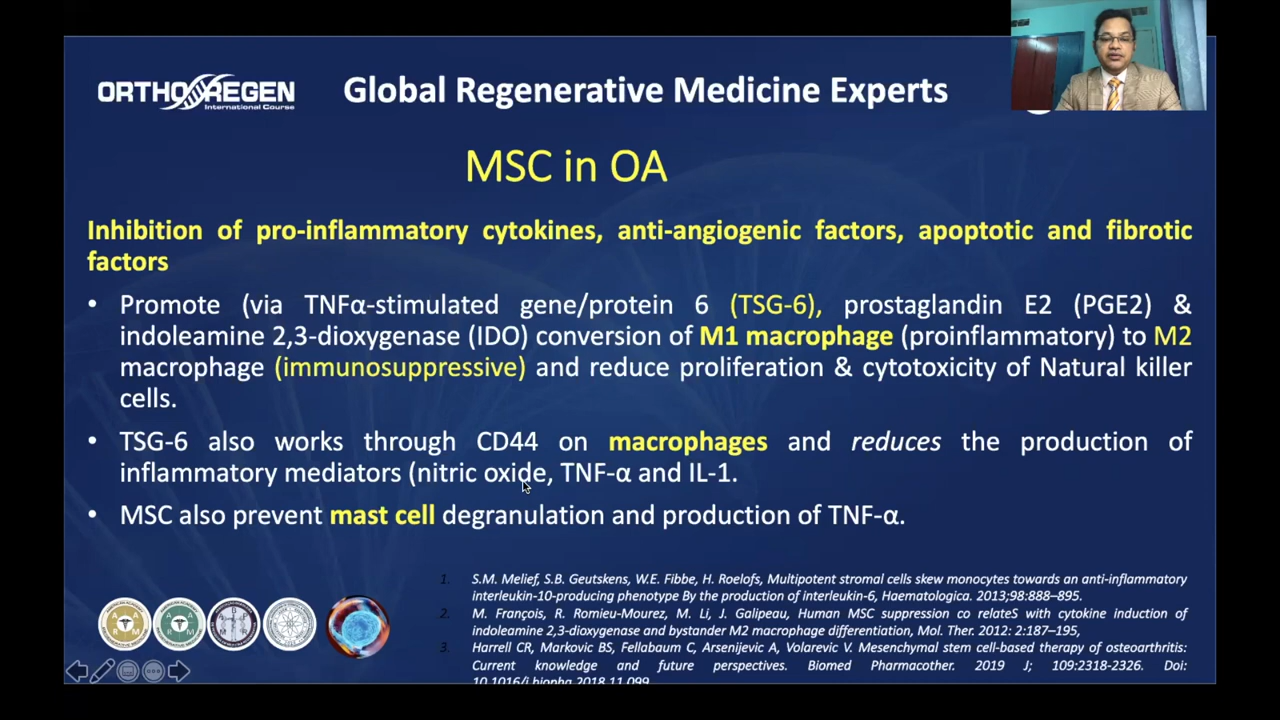 ORTHOREGEN
International Course
Global Regenerative Medicine Experts
MSC in OA
Inhibition of pro-inflammatory cytokines, anti-angiogenic factors, apoptotic and fibrotic
factors
• Promote (via TNFα-stimulated gene/protein 6 (TSG-6), prostaglandin E2 (PGE2) &
indoleamine 2,3-dioxygenase (IDO) conversion of M1 macrophage (proinflammatory) to M2
macrophage (immunosuppressive) and reduce proliferation & cytotoxicity of Natural killer
cells.
• TSG-6 also works through CD44 on macrophages and reduces the production of
inflammatory mediators (nitric oxide, TNF-α and IL-1.
• MSC also prevent mast cell degranulation and production of TNF-α.
1. S.M. Melief, S.B. Geutskens, W.E. Fibbe, H. Roelofs, Multipotent stromal cells skew monocytes towards an anti-inflammatory
interleukin-10-producing phenotype By the production of interleukin-6, Haematologica. 2013;98:888–895.
2. M. François, R. Romieu-Mourez, M. Li, J. Galipeau, Human MSC suppression co relateS with cytokine induction of
indoleamine 2,3-dioxygenase and bystander M2 macrophage differentiation, Mol. Ther. 2012: 2:187–195,
3. Harrell CR, Markovic BS, Fellabaum C, Arsenijevic A, Volarevic V. Mesenchymal stem cell-based therapy of osteoarthritis:
Current knowledge and future perspectives. Biomed Pharmacother. 2019 J; 109:2318-2326. Doi:
10.1016/j.biopha.2018.11.099